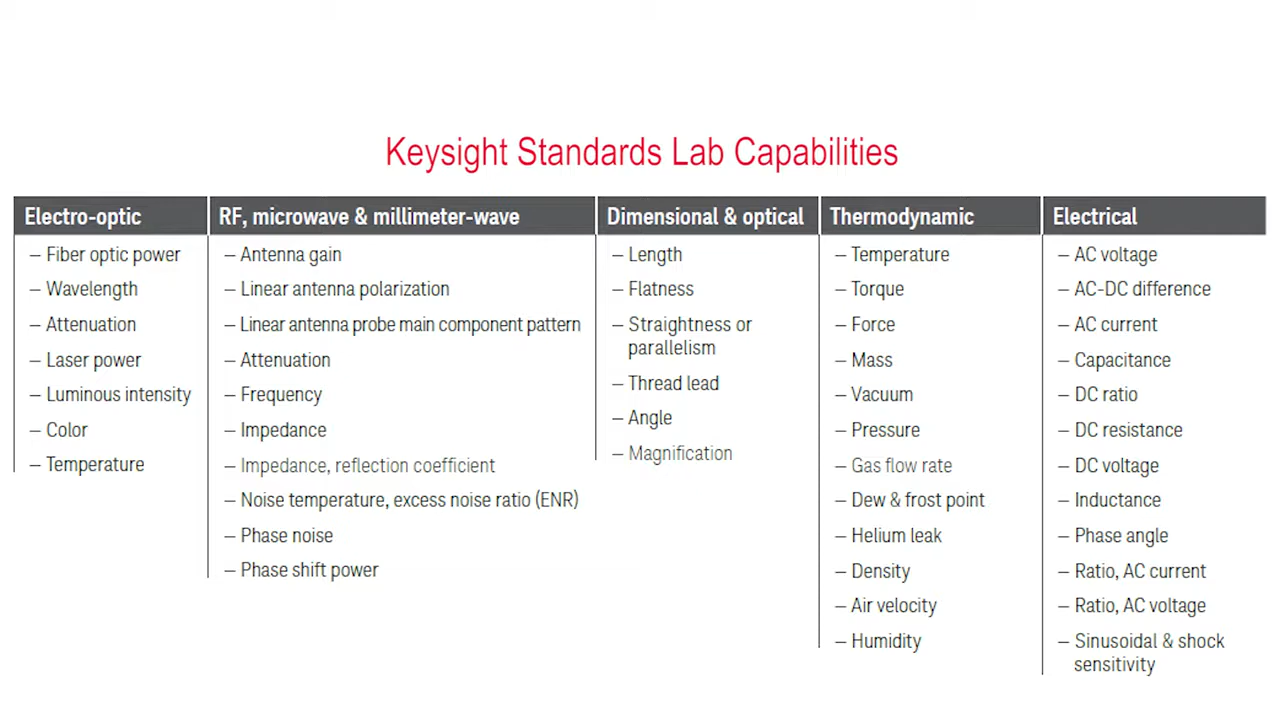 Keysight Standards Lab Capabilities
Electro-optic
– Fiber optic power
– Wavelength
– Attenuation
– Laser power
– Luminous intensity
– Color
– Temperature
RF, microwave & millimeter-wave
– Antenna gain
– Linear antenna polarization
– Linear antenna probe main component pattern
– Attenuation
– Frequency
– Impedance
– Impedance, reflection coefficient
– Noise temperature, excess noise ratio (ENR)
– Phase noise
– Phase shift power
Dimensional & optical
– Length
– Flatness
– Straightness or
parallelism
– Thread lead
– Angle
– Magnification
Thermodynamic
– Temperature
– Torque
– Force
– Mass
– Vacuum
– Pressure
– Gas flow rate
– Dew & frost point
– Helium leak
– Density
– Air velocity
– Humidity
Electrical
– AC voltage
– AC-DC difference
– AC current
– Capacitance
– DC ratio
– DC resistance
– DC voltage
– Inductance
– Phase angle
– Ratio, AC current
– Ratio, AC voltage
– Sinusoidal & shock
sensitivity